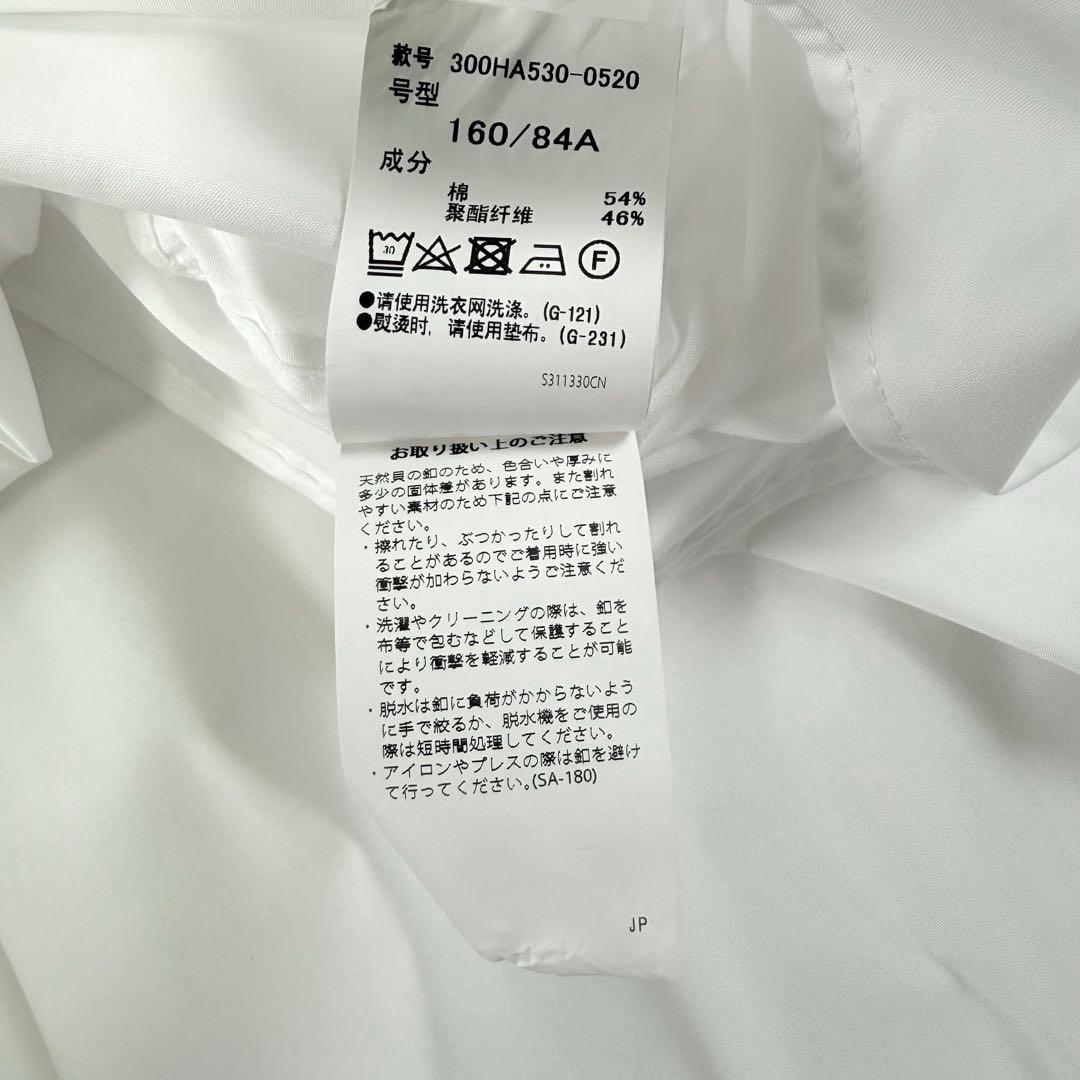 款号 300HA530-0520
号型
160/84A
成分
棉 54%
聚酯纤维 46%
30
F
●请使用洗衣网洗涤。(G-121)
●熨烫时, 请使用垫布。(G-231)
S311330CN
お取り扱い上のご注意
天然貝の釦のため、色合いや厚みに
多少の固体差があります。また割れ
やすい素材のため下記の点にご注意
ください。
・擦れたり、ぶつかったりして割れ
ることがあるのでご着用時に強い
衝撃が加わらないようご注意くだ
さい。
・洗濯やクリーニングの際は、釦を
布等で包むなどして保護すること
により衝撃を軽減することが可能
です。
・脱水は釦に負荷がかからないよう
に手で絞るか、脱水機をご使用の
際は短時間処理してください。
・アイロンやプレスの際は釦を避け
て行ってください。(SA-180)
JP